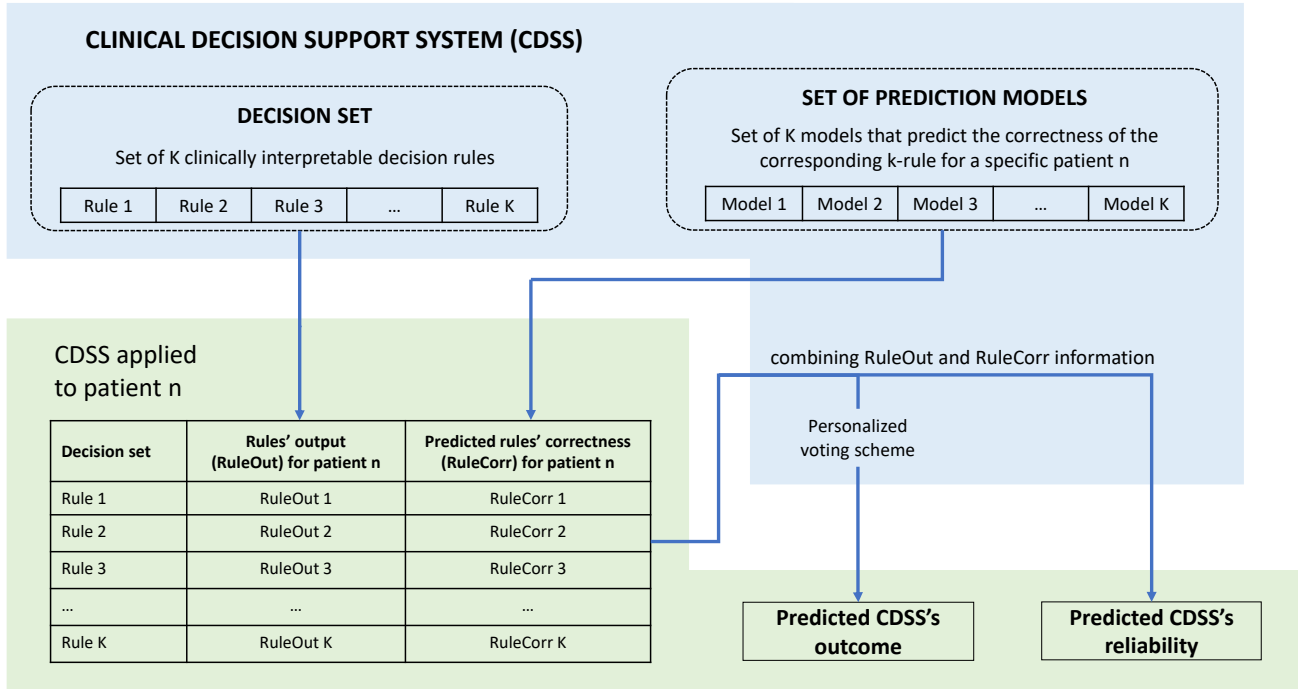 CLINICAL DECISION SUPPORT SYSTEM (CDSS)
DECISION SET
Set of K clinically interpretable decision rules
Rule 1 Rule 2 Rule 3 ... Rule K
SET OF PREDICTION MODELS
Set of K models that predict the correctness of the
corresponding k-rule for a specific patient n
Model 1 Model 2 Model 3 ... Model K
CDSS applied
to patient n
combining RuleOut and RuleCorr information
Personalized
voting scheme
Decision set
Rules’ output
(RuleOut) for patient n
Predicted rules’ correctness
(RuleCorr) for patient n
Rule 1 RuleOut 1 RuleCorr 1
Rule 2 RuleOut 2 RuleCorr 2
Rule 3 RuleOut 3 RuleCorr 3
... ... ...
Rule K RuleOut K RuleCorr K
Predicted CDSS’s
outcome
Predicted CDSS’s
reliability